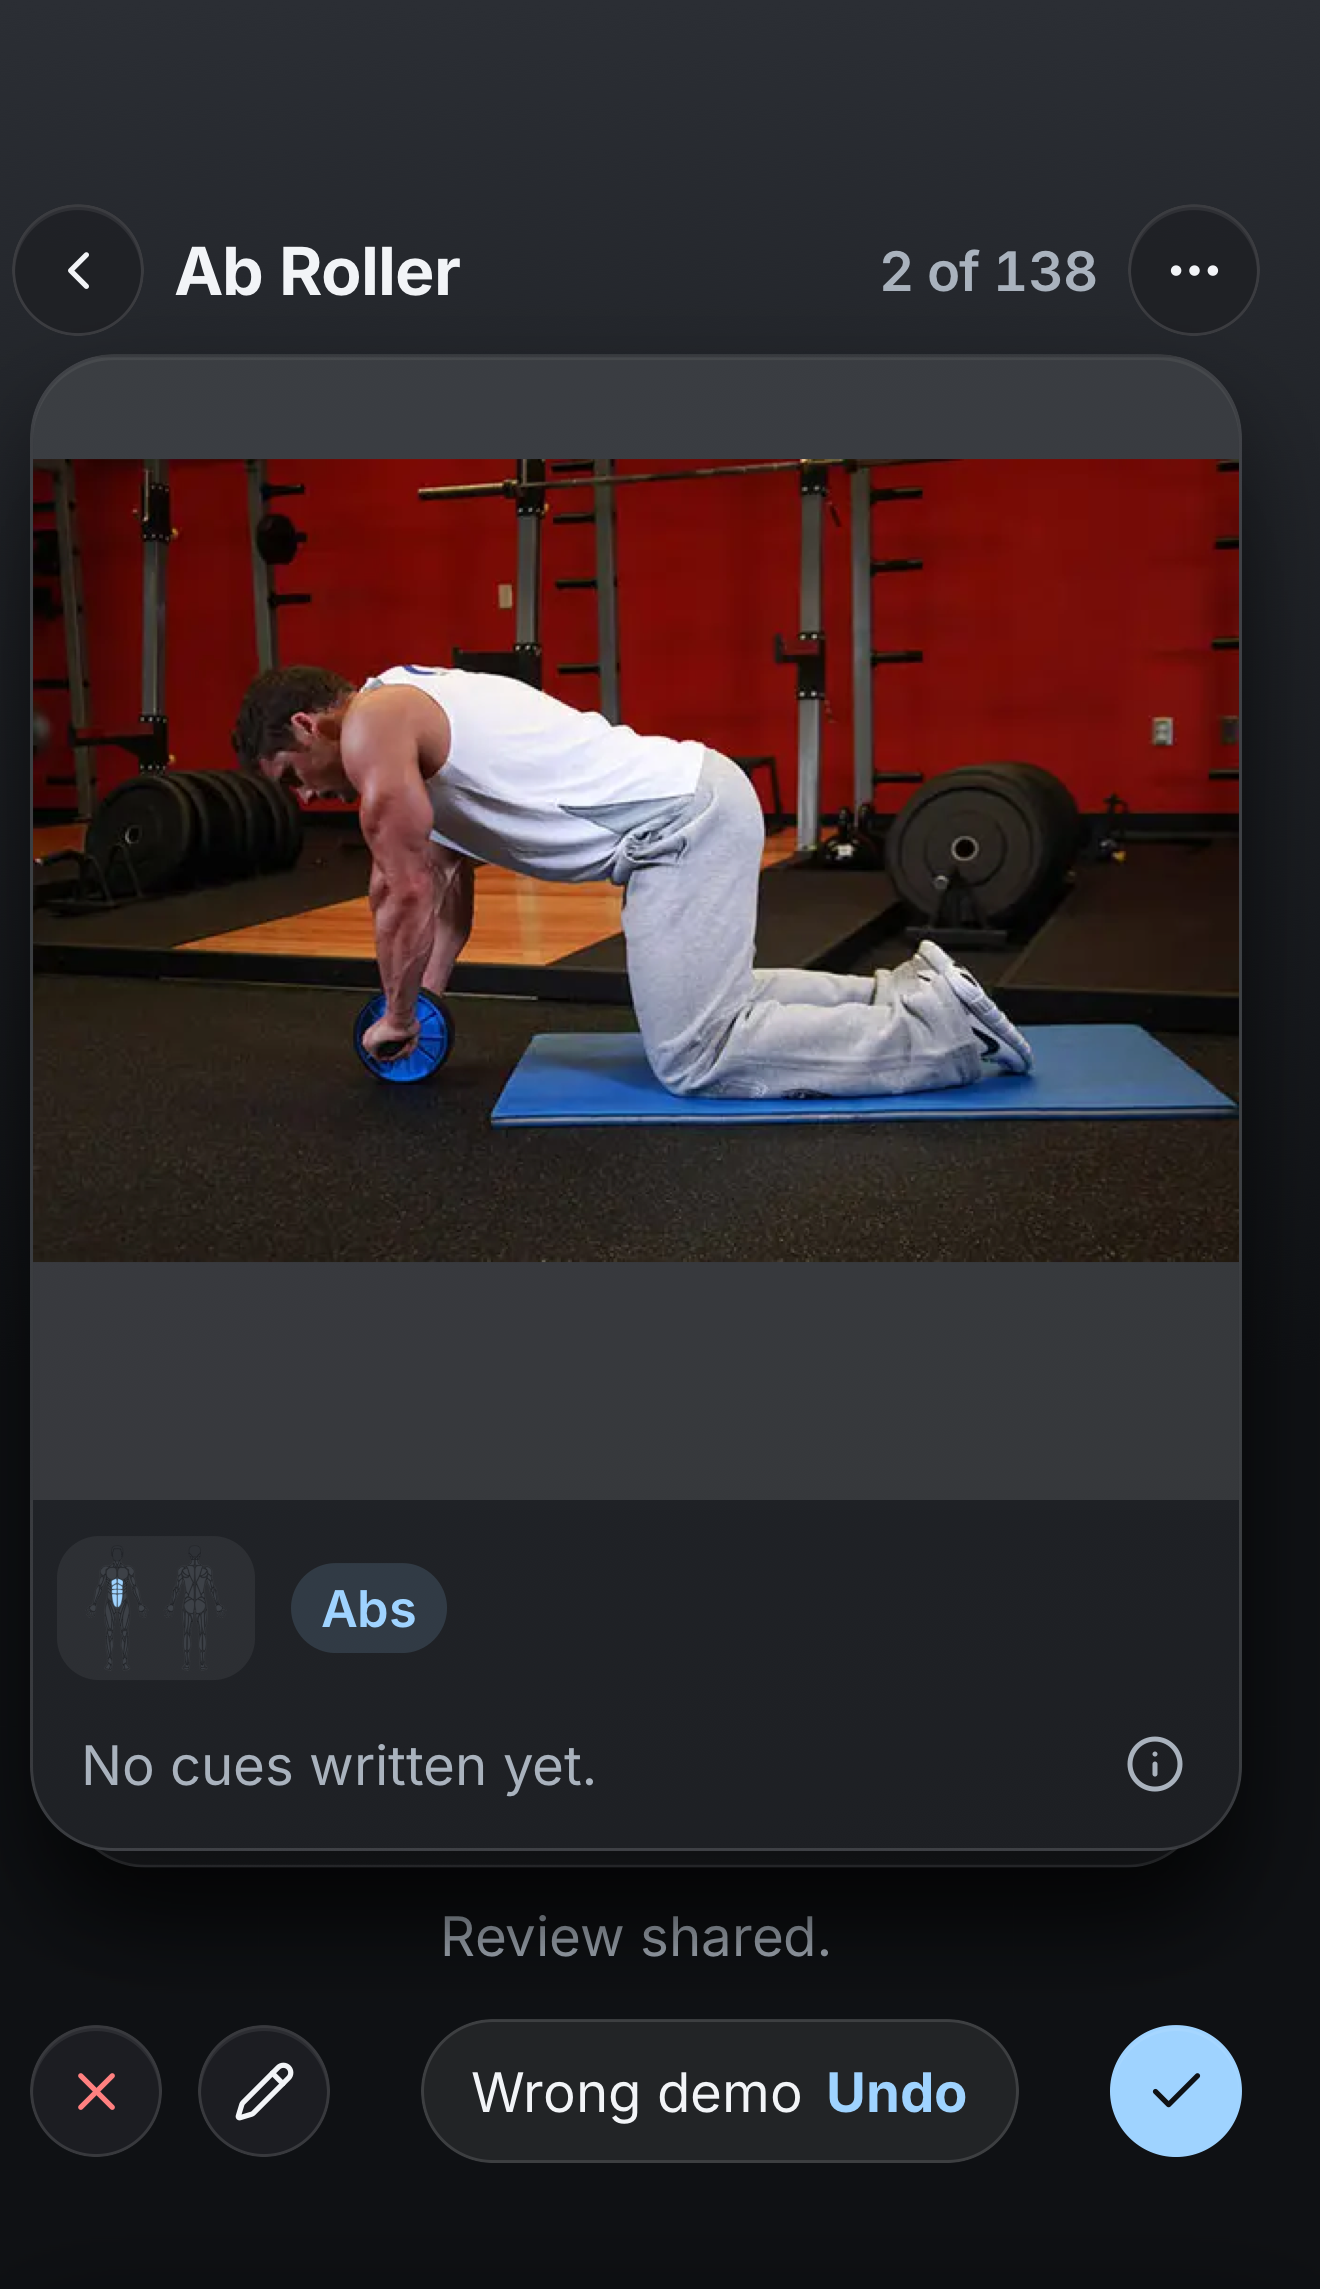 Ab Roller
2 of 138
Abs
No cues written yet.
Review shared.
Wrong demo Undo